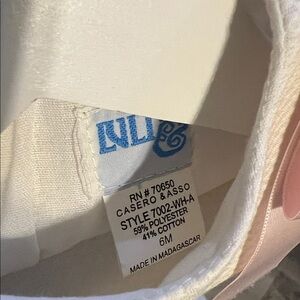 LULI &
RN # 70650
CASERO & ASSO
STYLE 7002-WH-A
59% POLYESTER
41% COTTON
6M
MADE IN MADAGASCAR